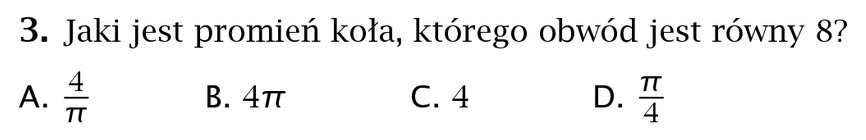 3. Jaki jest promień koła, którego obwód jest równy 8?
A. 4/π B. 4π C. 4 D. π/4